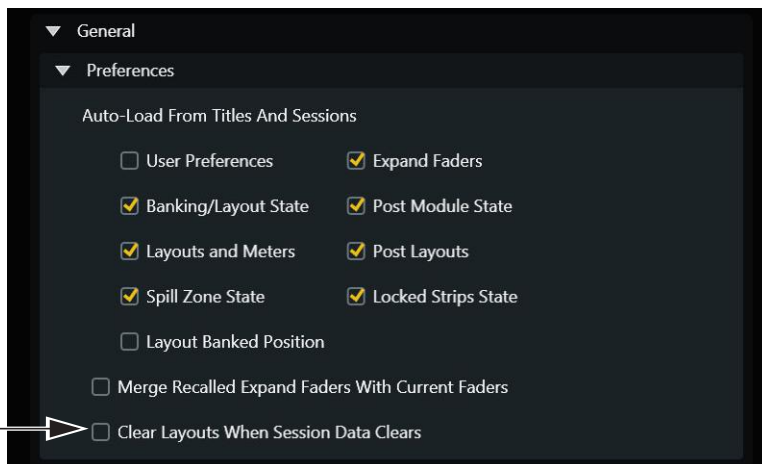 General
Preferences
Auto-Load From Titles And Sessions
User Preferences Expand Faders
Banking/Layout State Post Module State
Layouts and Meters Post Layouts
Spill Zone State Locked Strips State
Layout Banked Position
Merge Recalled Expand Faders With Current Faders
Clear Layouts When Session Data Clears